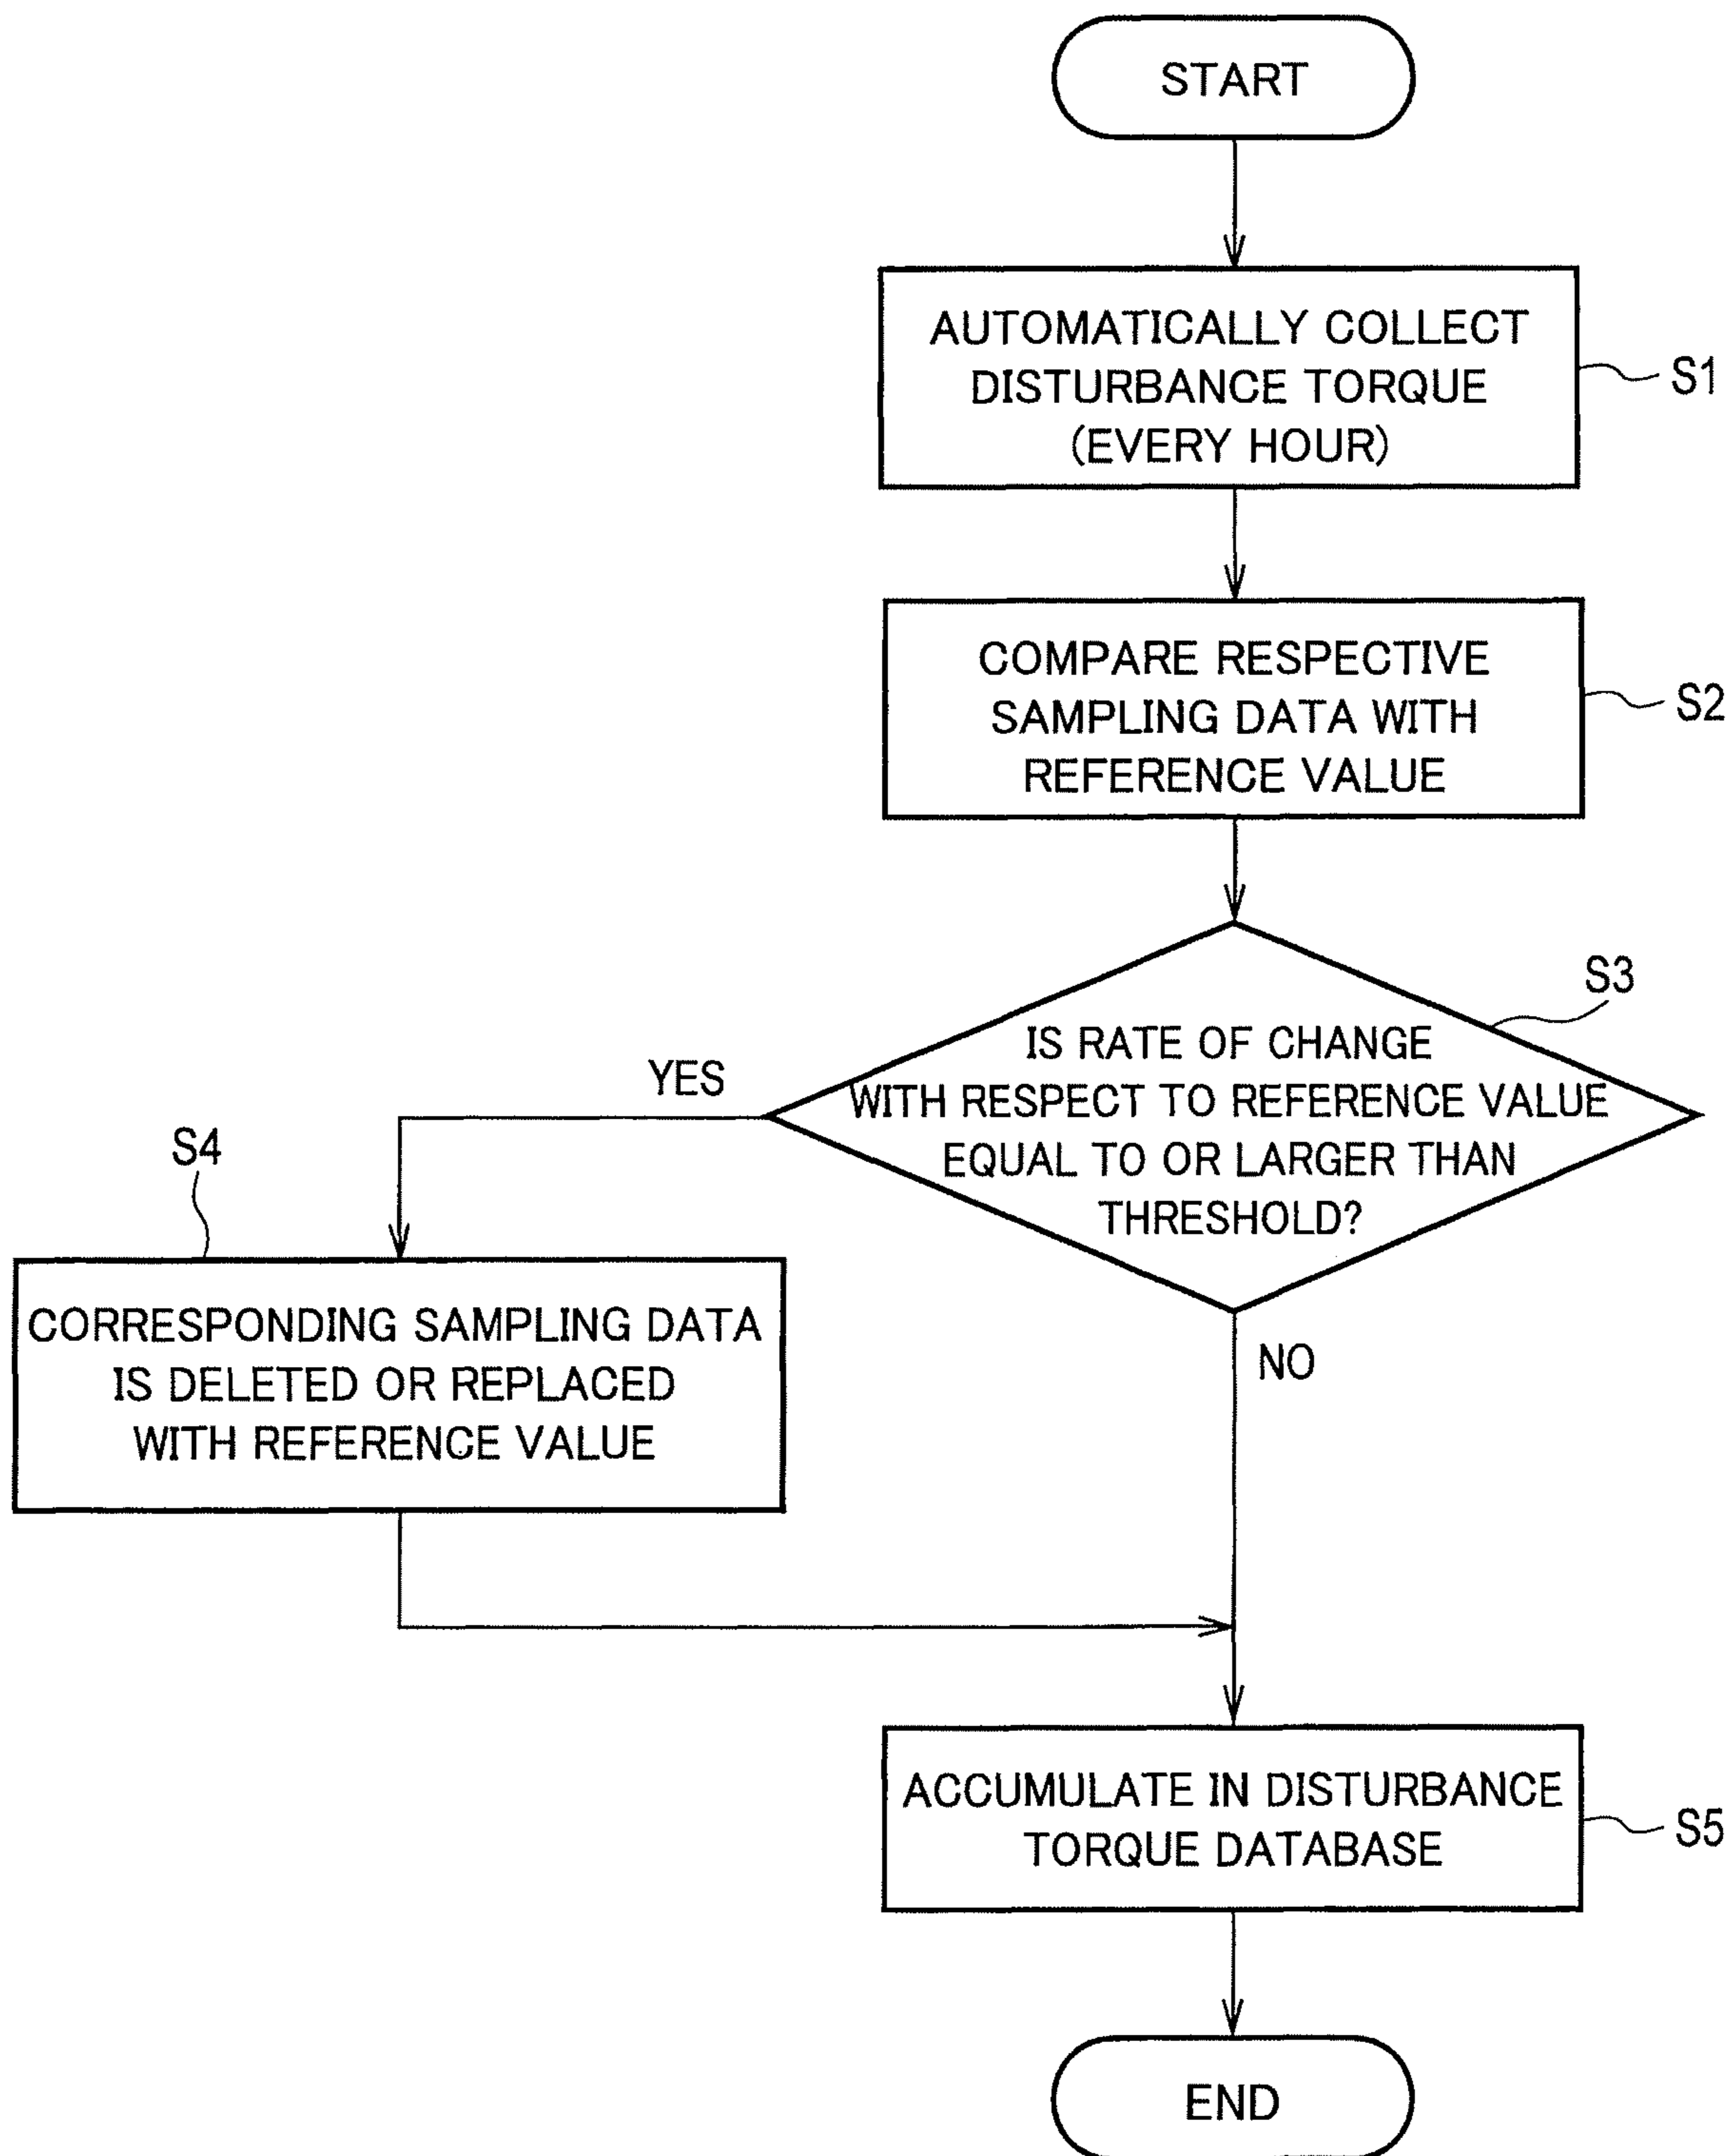 START
AUTOMATICALLY COLLECT
DISTURBANCE TORQUE
(EVERY HOUR)
S1
COMPARE RESPECTIVE
SAMPLING DATA WITH
REFERENCE VALUE
S2
S3
IS RATE OF CHANGE
WITH RESPECT TO REFERENCE VALUE
EQUAL TO OR LARGER THAN
THRESHOLD?
YES
S4
CORRESPONDING SAMPLING DATA
IS DELETED OR REPLACED
WITH REFERENCE VALUE
NO
ACCUMULATE IN DISTURBANCE
TORQUE DATABASE
S5
END